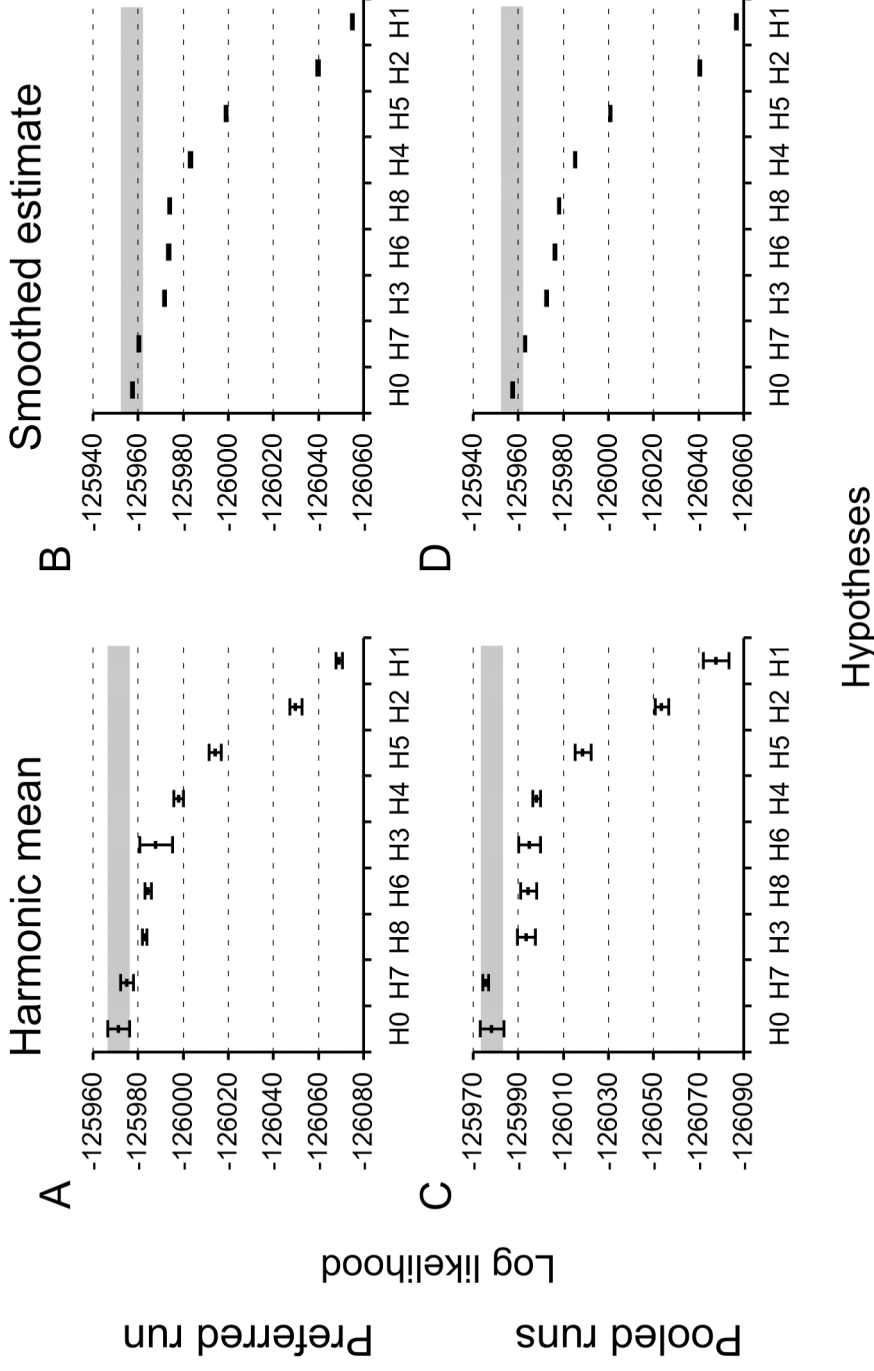 Harmonic mean
Smoothed estimate
Preferred run
Pooled runs
Log likelihood
A
-125960
-125980
-126000
-126020
-126040
-126060
-126080
H0 H7 H8 H6 H3 H4 H5 H2 H1
B
-125940
-125960
-125980
-126000
-126020
-126040
-126060
H0 H7 H3 H6 H8 H4 H5 H2 H1
C
-125970
-125990
-126010
-126030
-126050
-126070
-126090
H0 H7 H3 H8 H6 H4 H5 H2 H1
D
-125940
-125960
-125980
-126000
-126020
-126040
-126060
H0 H7 H3 H6 H8 H4 H5 H2 H1
Hypotheses